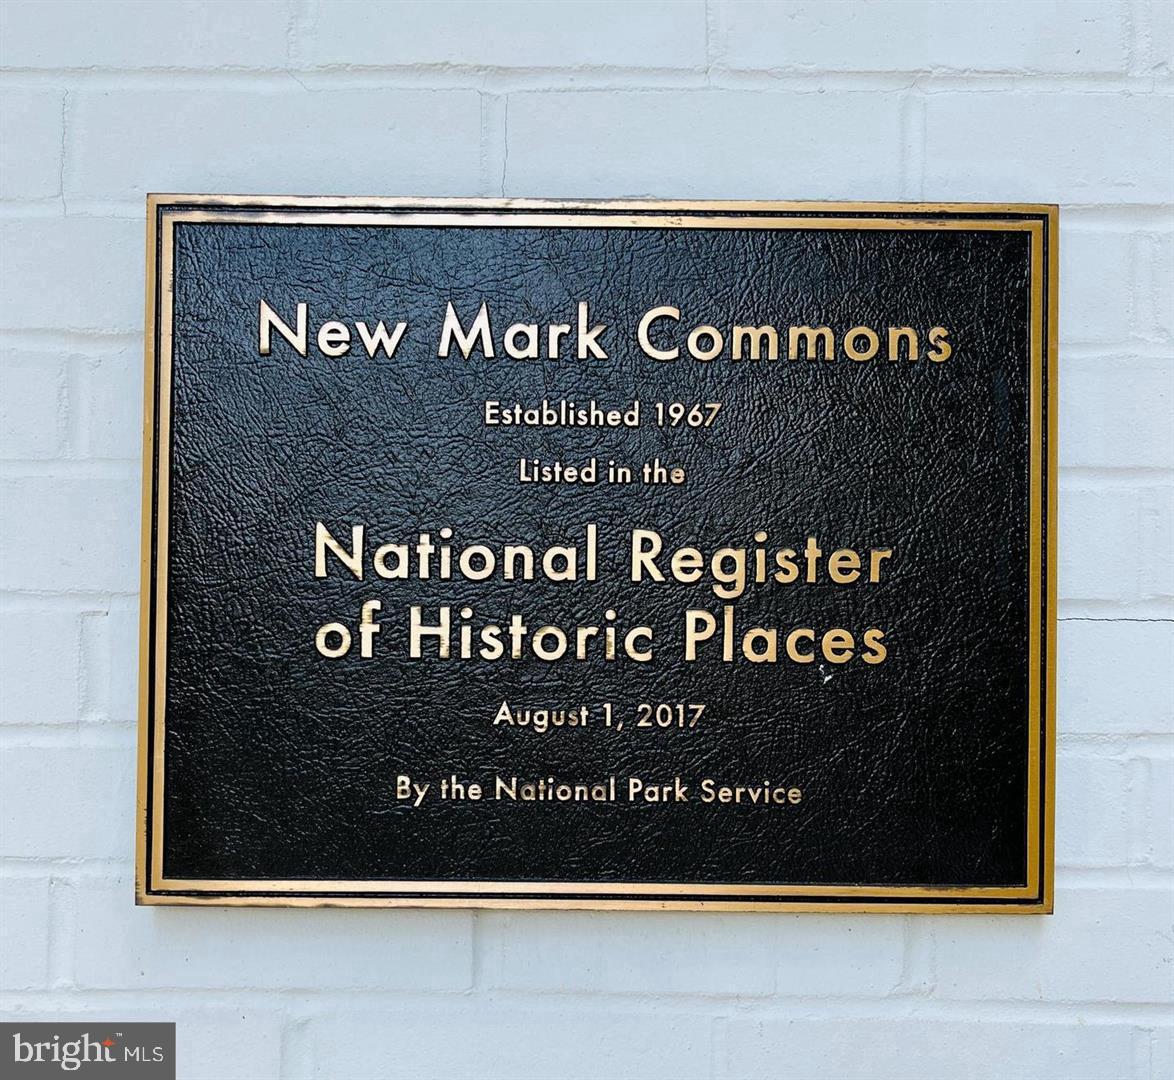 New Mark Commons
Established 1967
Listed in the
National Register
of Historic Places
August 1, 2017
By the National Park Service
bright™ MLS